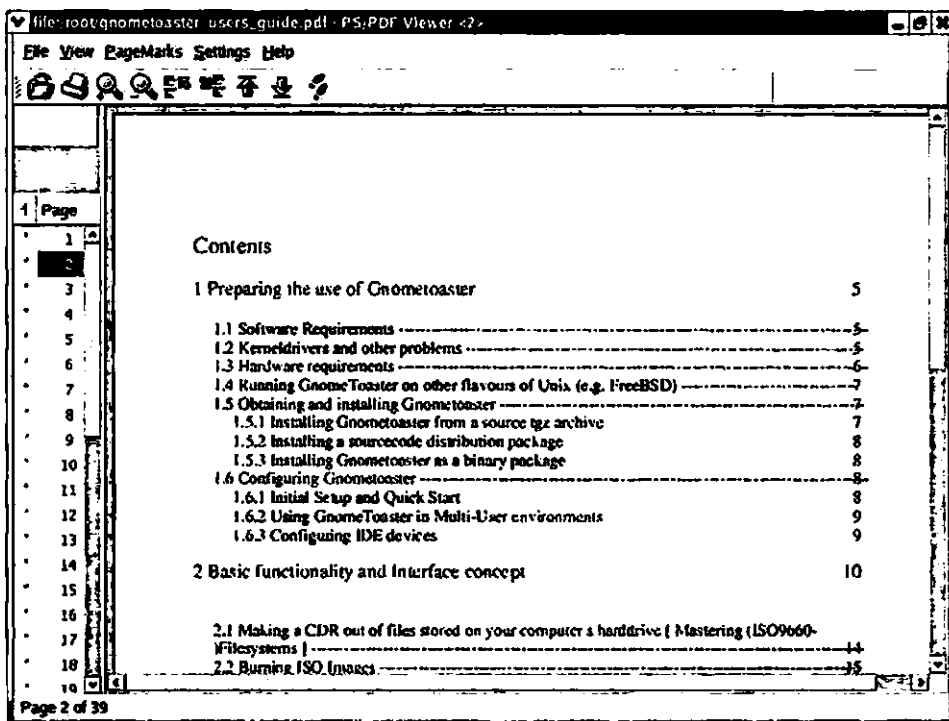 file:/root/gnometoaster_users_guide.pdf - PS/PDF Viewer <2>
File View PageMarks Settings Help
1 Page
1
2
3
4
5
6
7
8
9
10
11
12
13
14
15
16
17
18
19
Contents
1 Preparing the use of Gnometoaster 5
1.1 Software Requirements 5
1.2 Kerneldrivers and other problems 5
1.3 Hardware requirements 6
1.4 Running GnomeToaster on other flavours of Unix (e.g. FreeBSD) 7
1.5 Obtaining and installing Gnometoaster 7
1.5.1 Installing Gnometoaster from a source tgz archive 7
1.5.2 Installing a sourcecode distribution package 8
1.5.3 Installing Gnometoaster as a binary package 8
1.6 Configuring Gnometoaster 8
1.6.1 Initial Setup and Quick Start 8
1.6.2 Using GnomeToaster in Multi-User environments 9
1.6.3 Configuring IDE devices 9
2 Basic functionality and Interface concept 10
2.1 Making a CDR out of files stored on your computer s harddrive [ Mastering (ISO9660-
)Filesystems ] 14
2.2 Burning ISO Images 15
Page 2 of 39